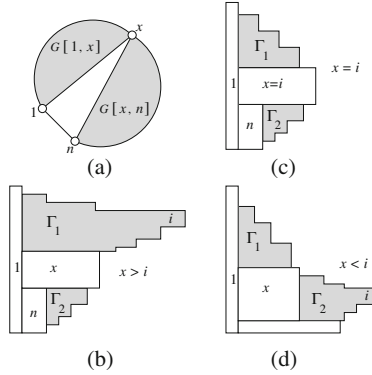 x
G[1, x]
G[x, n]
1
n
(a)
Γ1
1
x=i
x = i
n
Γ2
(c)
Γ1
i
1
x
x > i
n
Γ2
(b)
Γ1
x < i
1
x
Γ2
i
(d)